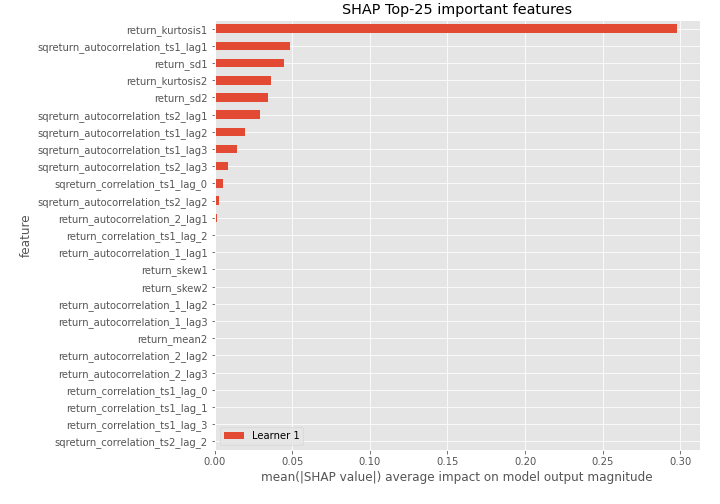 SHAP Top-25 important features
return_kurtosis1
sqreturn_autocorrelation_ts1_lag1
return_sd1
return_kurtosis2
return_sd2
sqreturn_autocorrelation_ts2_lag1
sqreturn_autocorrelation_ts1_lag2
sqreturn_autocorrelation_ts1_lag3
sqreturn_autocorrelation_ts2_lag3
sqreturn_correlation_ts1_lag_0
sqreturn_autocorrelation_ts2_lag2
return_autocorrelation_2_lag1
return_correlation_ts1_lag_2
return_autocorrelation_1_lag1
return_skew1
return_skew2
return_autocorrelation_1_lag2
return_autocorrelation_1_lag3
return_mean2
return_autocorrelation_2_lag2
return_autocorrelation_2_lag3
return_correlation_ts1_lag_0
return_correlation_ts1_lag_1
return_correlation_ts1_lag_3
sqreturn_correlation_ts2_lag_2
feature
Learner 1
0.00 0.05 0.10 0.15 0.20 0.25 0.30
mean(|SHAP value|) average impact on model output magnitude